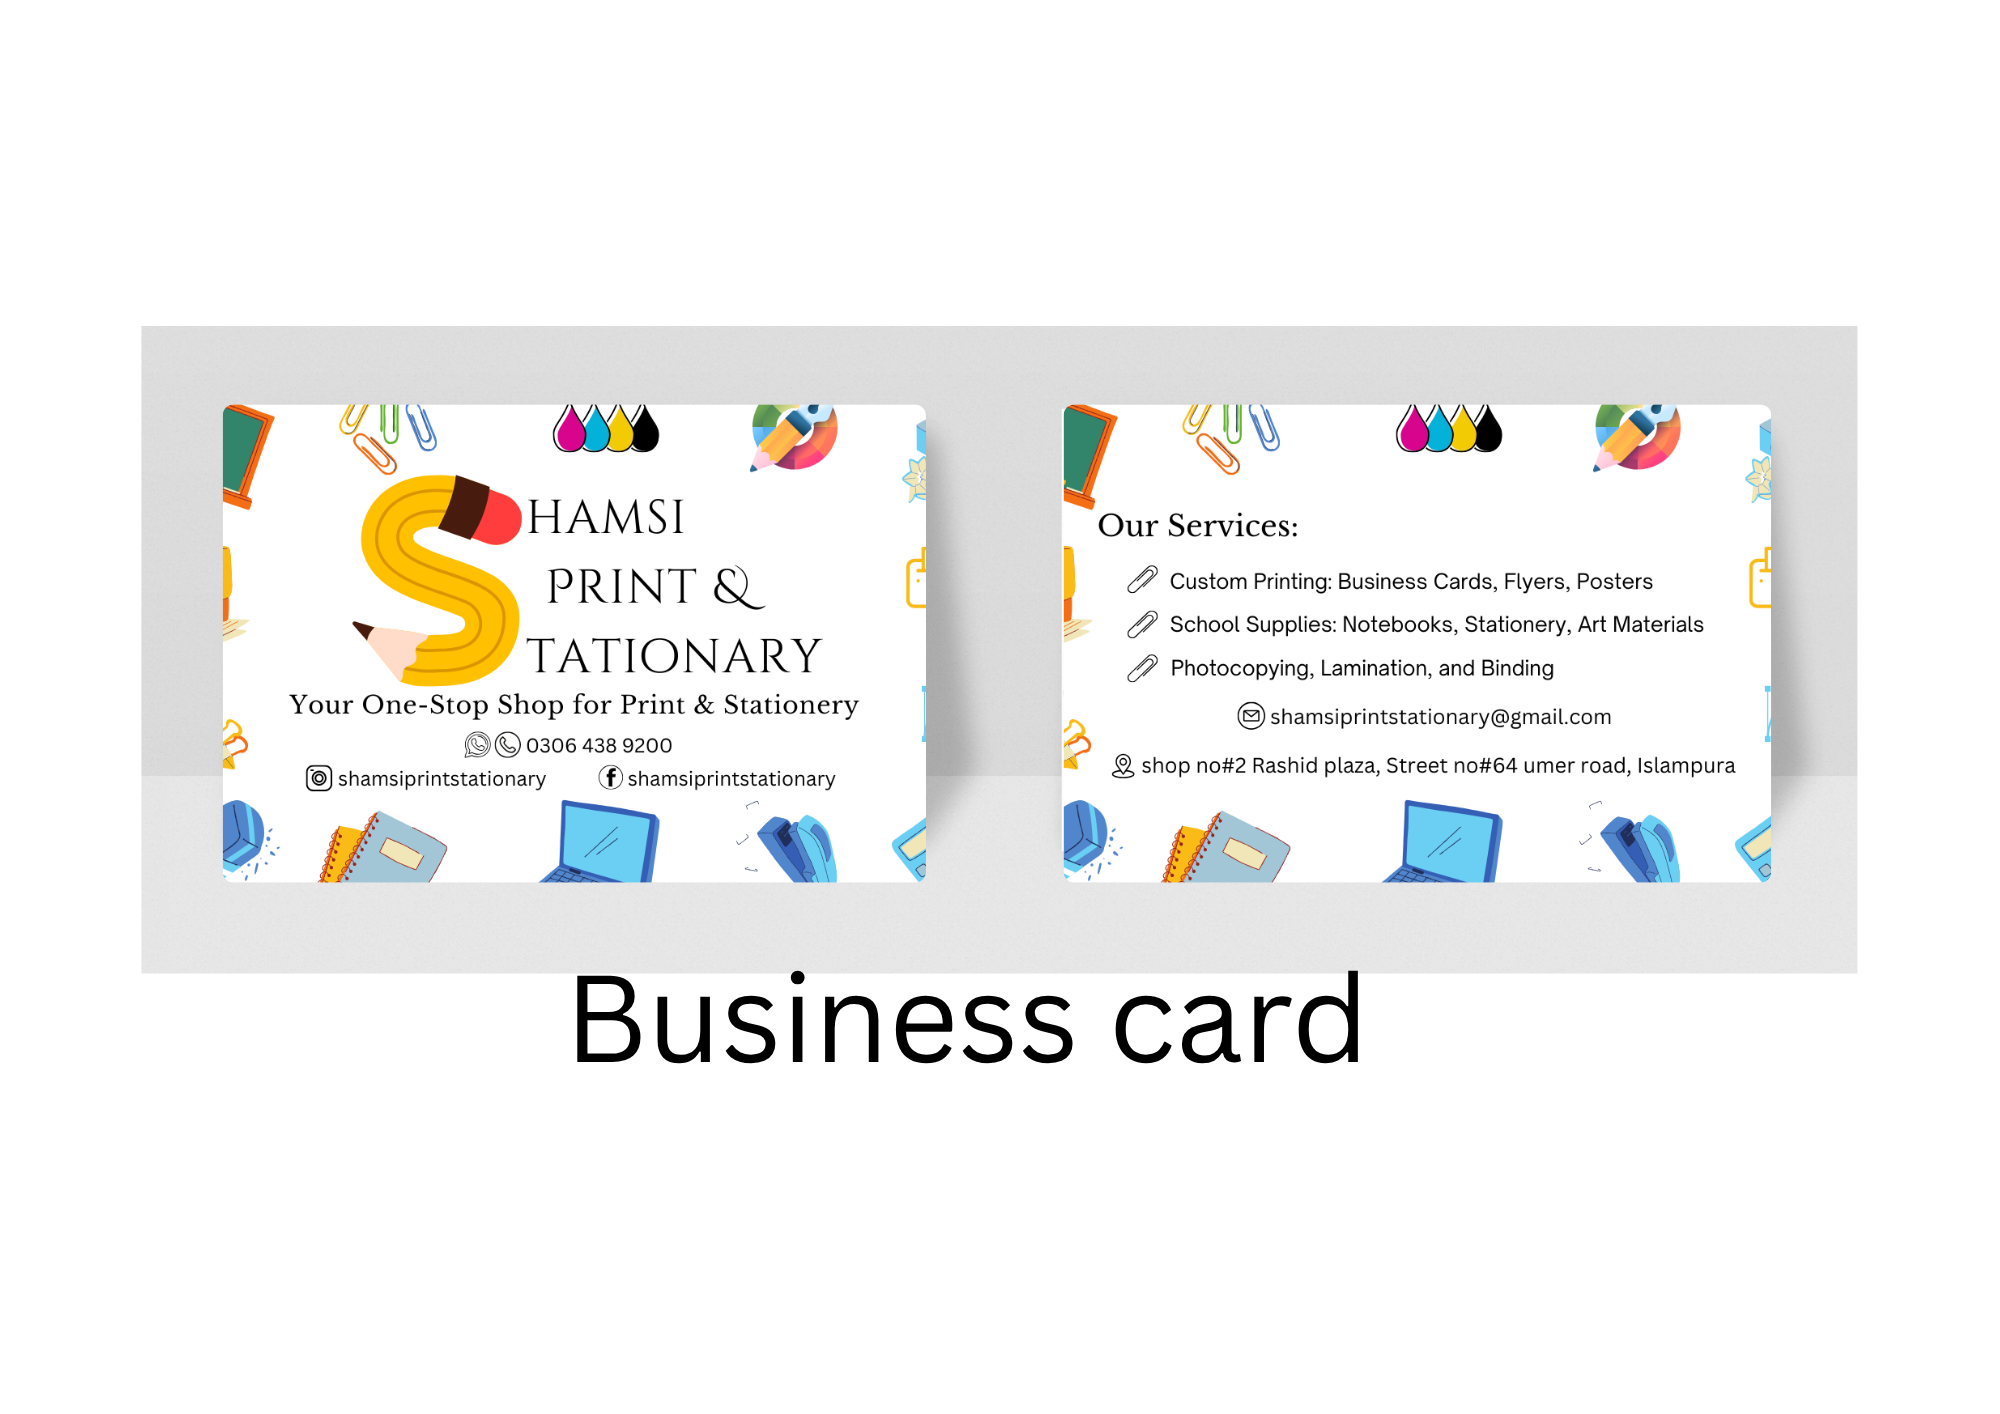 SHAMSI
PRINT &
STATIONARY
Your One-Stop Shop for Print & Stationery
0306 438 9200
shamsiprintstationary
shamsiprintstationary
Our Services:
Custom Printing: Business Cards, Flyers, Posters
School Supplies: Notebooks, Stationery, Art Materials
Photocopying, Lamination, and Binding
shamsiprintstationary@gmail.com
shop no#2 Rashid plaza, Street no#64 umer road, Islampura
Business card